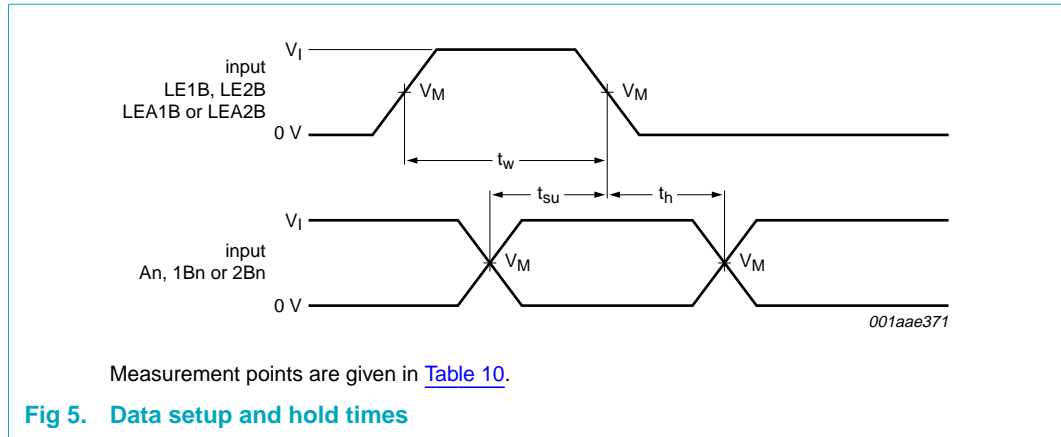 V_I
input
LE1B, LE2B
LEA1B or LEA2B
V_M
V_M
0 V
t_w
t_su
t_h
V_I
input
An, 1Bn or 2Bn
V_M
V_M
0 V
001aae371
Measurement points are given in Table 10.
Fig 5. Data setup and hold times